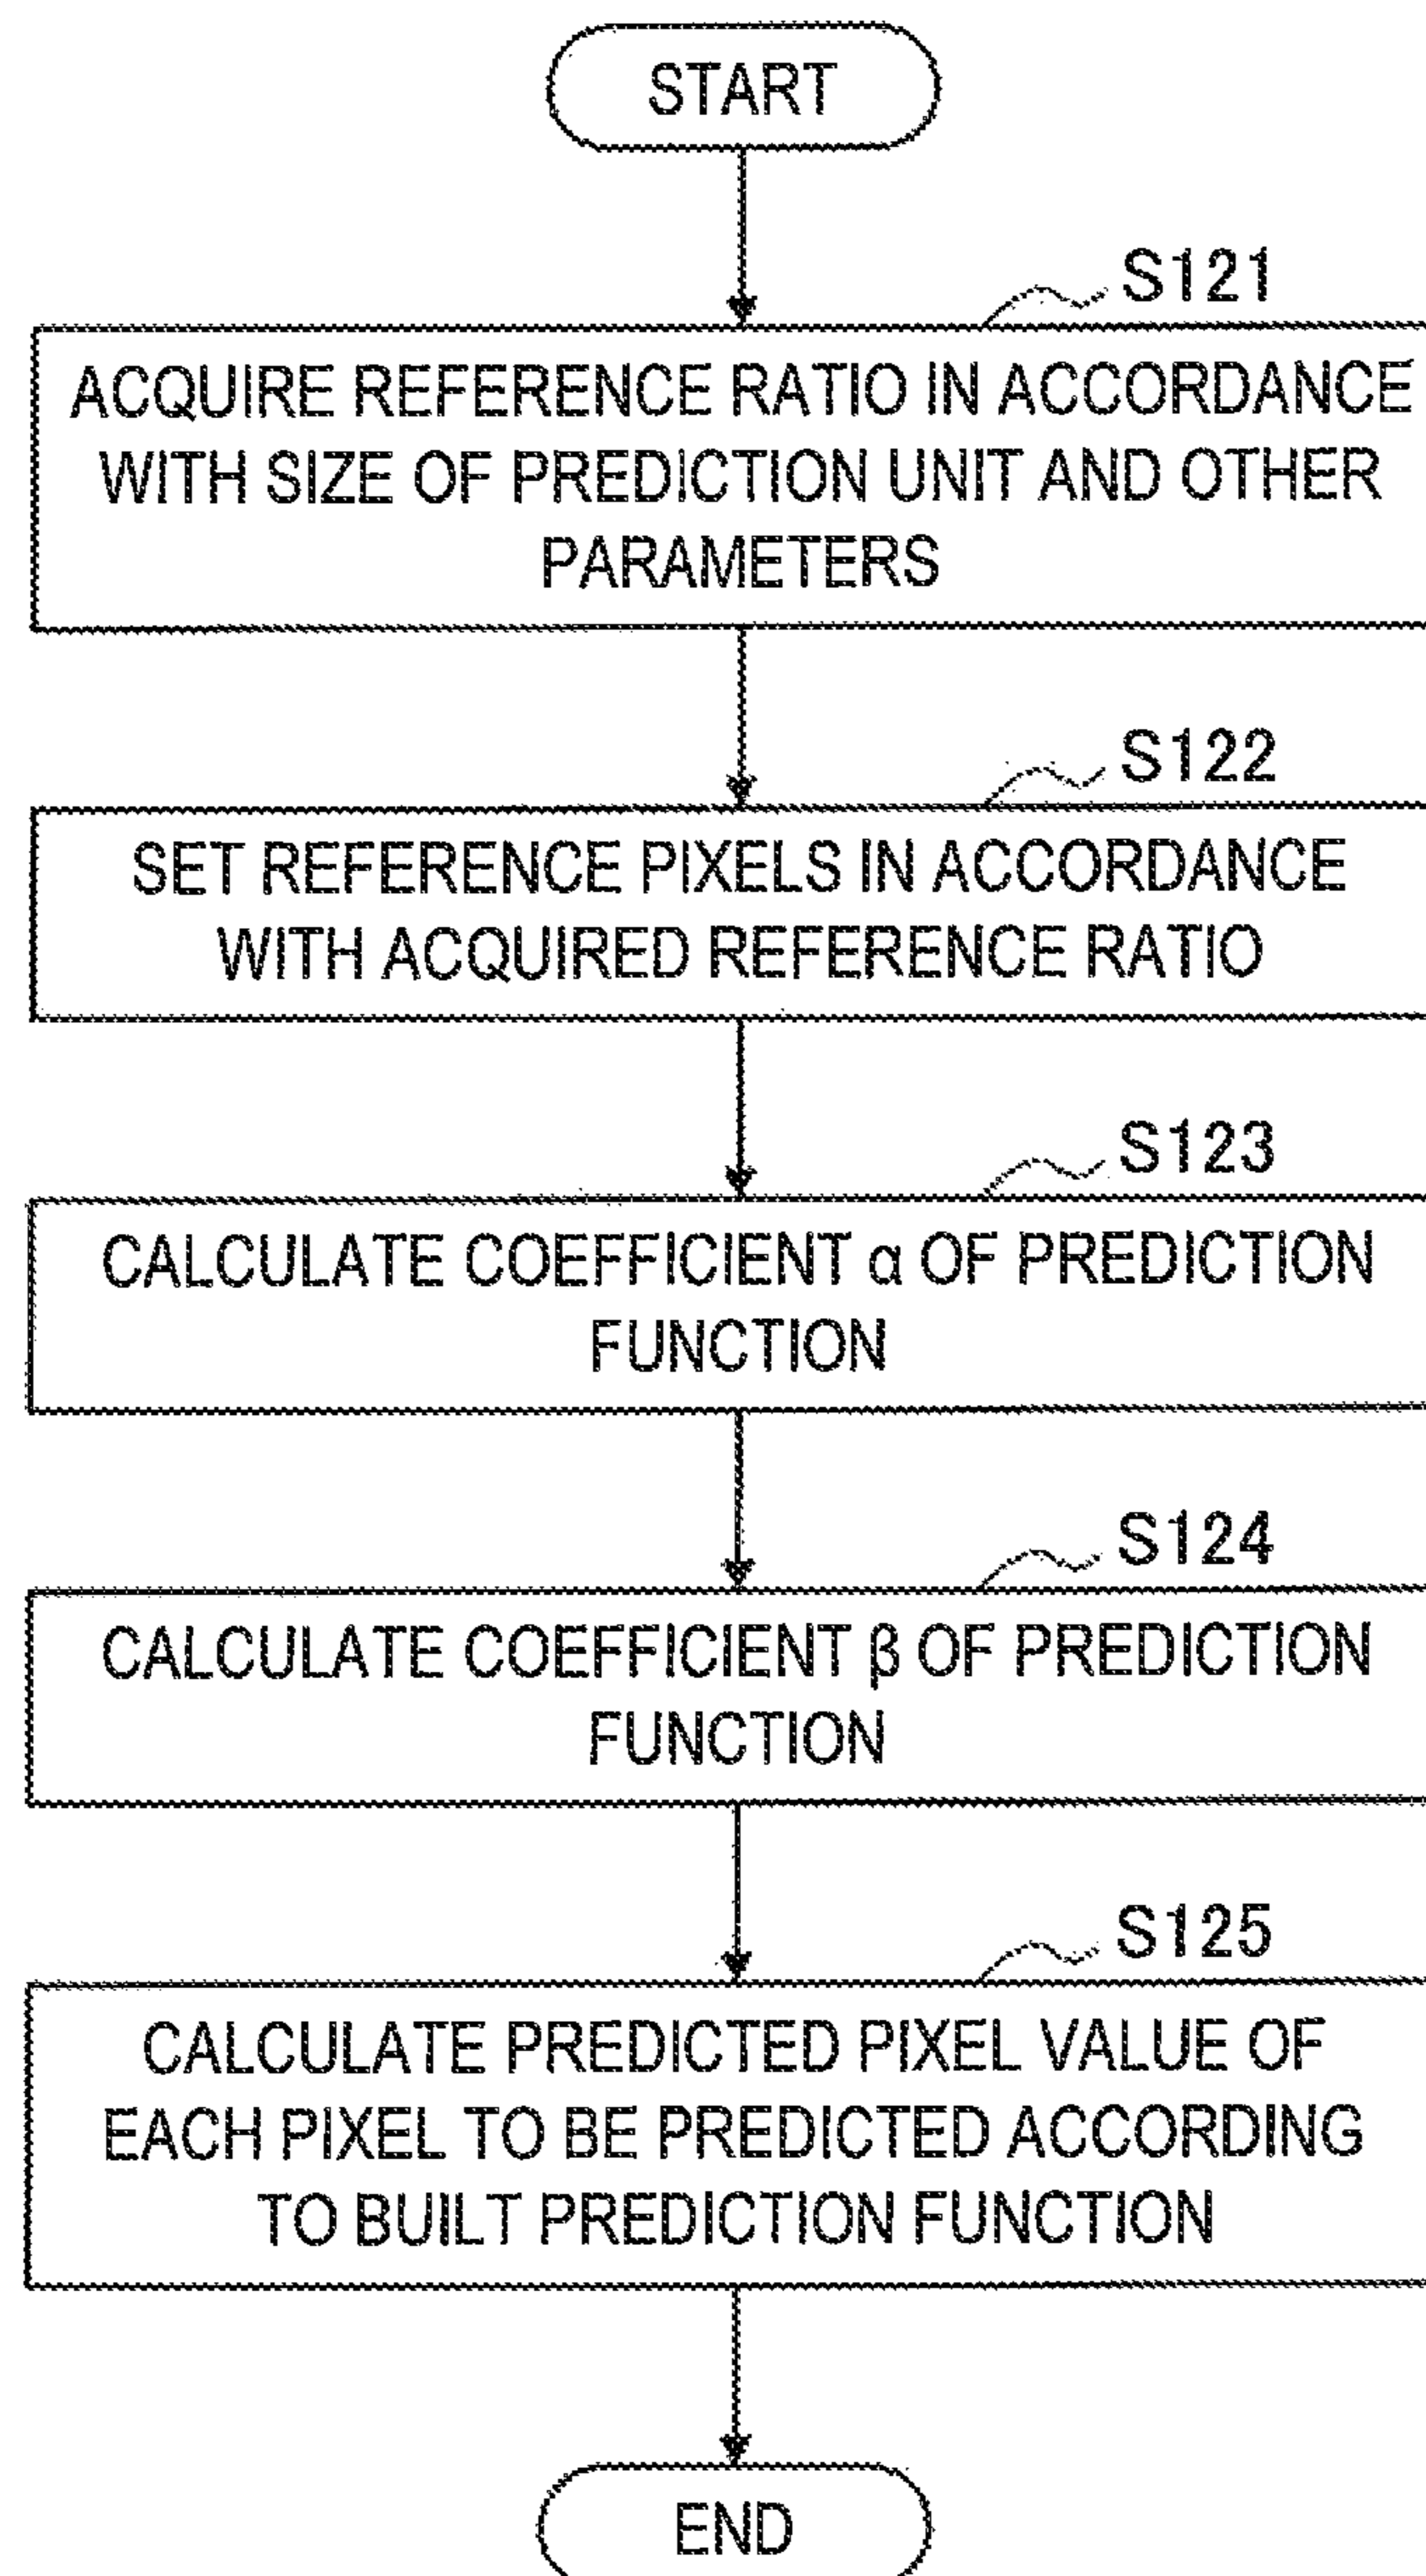 START
S121
ACQUIRE REFERENCE RATIO IN ACCORDANCE
WITH SIZE OF PREDICTION UNIT AND OTHER
PARAMETERS
S122
SET REFERENCE PIXELS IN ACCORDANCE
WITH ACQUIRED REFERENCE RATIO
S123
CALCULATE COEFFICIENT α OF PREDICTION
FUNCTION
S124
CALCULATE COEFFICIENT β OF PREDICTION
FUNCTION
S125
CALCULATE PREDICTED PIXEL VALUE OF
EACH PIXEL TO BE PREDICTED ACCORDING
TO BUILT PREDICTION FUNCTION
END